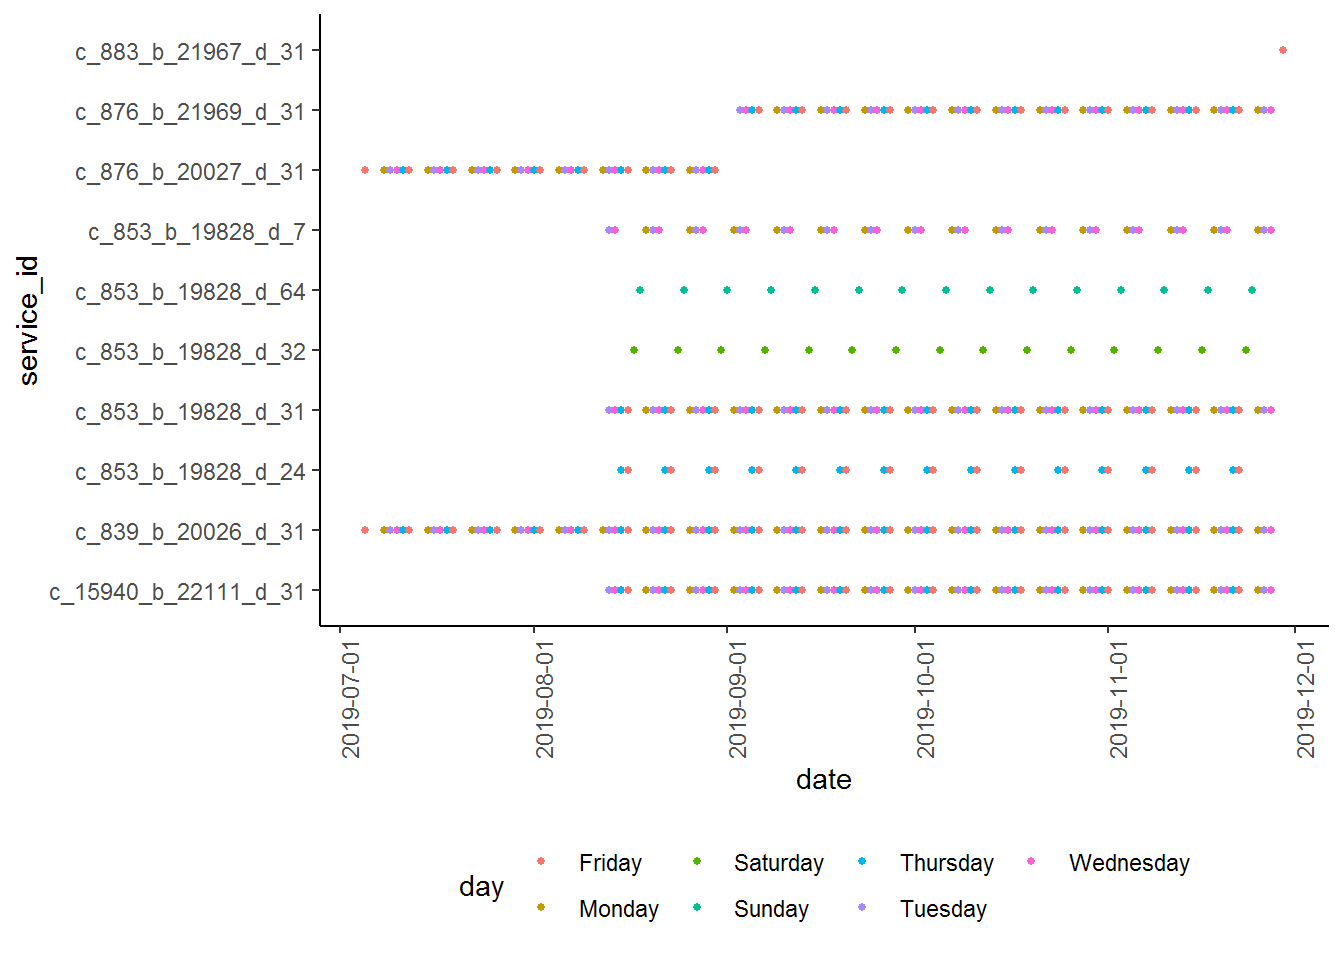 c_883_b_21967_d_31
c_876_b_21969_d_31
c_876_b_20027_d_31
c_853_b_19828_d_7
c_853_b_19828_d_64
c_853_b_19828_d_32
c_853_b_19828_d_31
c_853_b_19828_d_24
c_839_b_20026_d_31
c_15940_b_22111_d_31
service_id
2019-07-01
2019-08-01
2019-09-01
2019-10-01
2019-11-01
2019-12-01
date
day
Friday Saturday Thursday Wednesday
Monday Sunday Tuesday